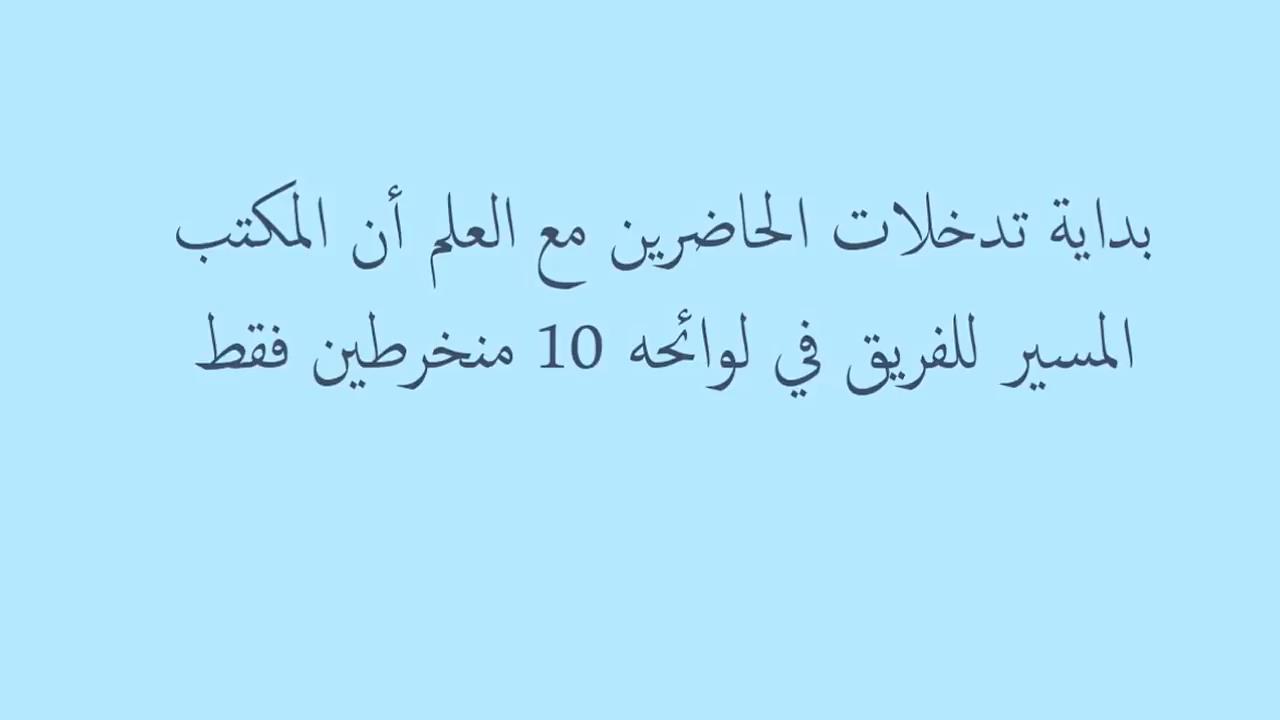 بداية تدخلات الحاضرين مع العلم أن المكتب
المسير للفريق في لوائحه 10 منخرطين فقط